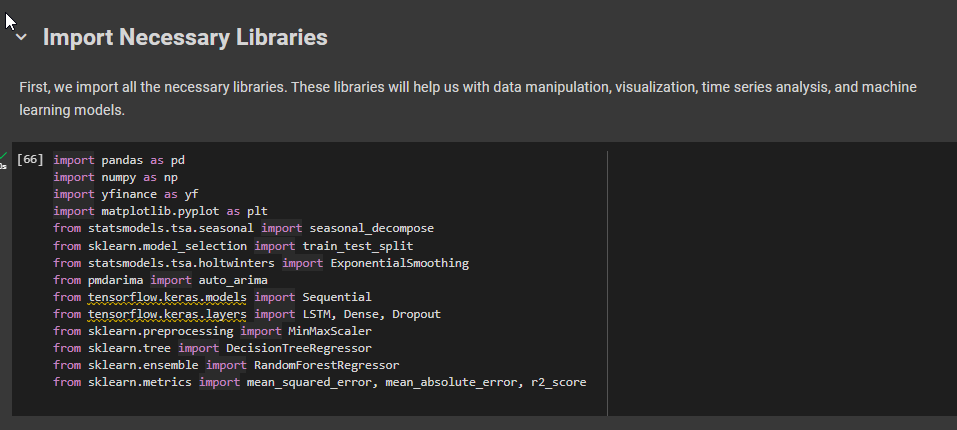 Import Necessary Libraries
First, we import all the necessary libraries. These libraries will help us with data manipulation, visualization, time series analysis, and machine
learning models.
[66] import pandas as pd
import numpy as np
import yfinance as yf
import matplotlib.pyplot as plt
from statsmodels.tsa.seasonal import seasonal_decompose
from sklearn.model_selection import train_test_split
from statsmodels.tsa.holtwinters import ExponentialSmoothing
from pmdarima import auto_arima
from tensorflow.keras.models import Sequential
from tensorflow.keras.layers import LSTM, Dense, Dropout
from sklearn.preprocessing import MinMaxScaler
from sklearn.tree import DecisionTreeRegressor
from sklearn.ensemble import RandomForestRegressor
from sklearn.metrics import mean_squared_error, mean_absolute_error, r2_score